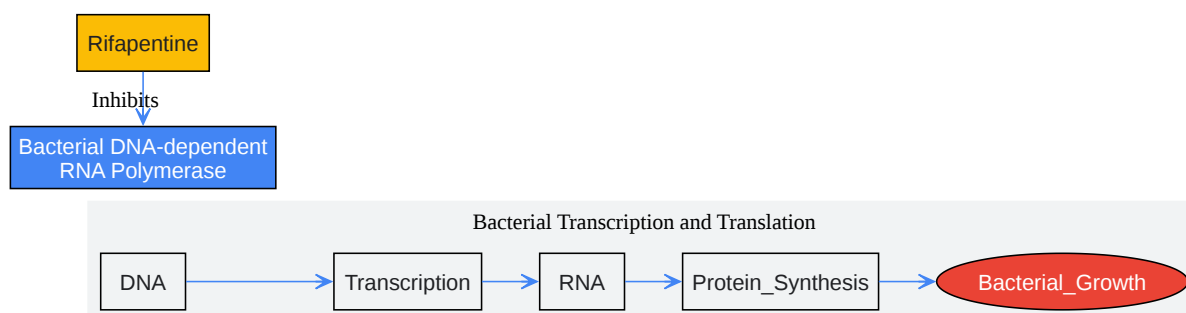 Rifapentine
Inhibits
Bacterial DNA-dependent
RNA Polymerase
Bacterial Transcription and Translation
DNA
Transcription
RNA
Protein_Synthesis
Bacterial_Growth